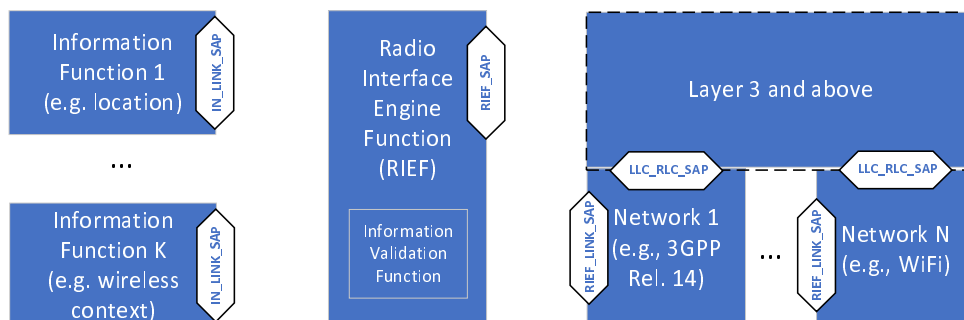 Information
Function 1
(e.g. location)
IN_LINK_SAP
...
Information
Function K
(e.g. wireless
context)
IN_LINK_SAP
Radio
Interface
Engine
Function
(RIEF)
RIEF_SAP
Information
Validation
Function
Layer 3 and above
LLC_RLC_SAP
LLC_RLC_SAP
RIEF_LINK_SAP
Network 1
(e.g., 3GPP
Rel. 14)
...
RIEF_LINK_SAP
Network N
(e.g., WiFi)